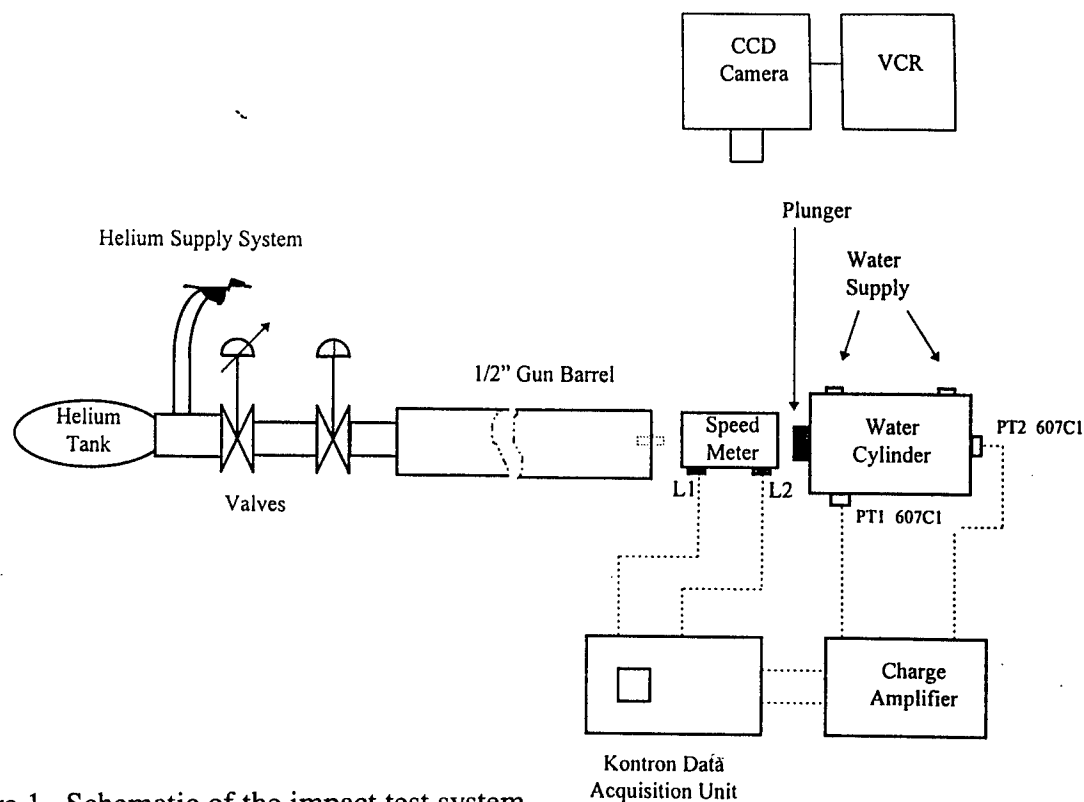 CCD
Camera
VCR
Plunger
Helium Supply System
Water
Supply
1/2” Gun Barrel
Helium
Tank
Speed
Meter
Water
Cylinder
PT2 607C1
L1
L2
Valves
PT1 607C1
Charge
Amplifier
Kontron Data
Acquisition Unit
1 Schematic of the impact test system